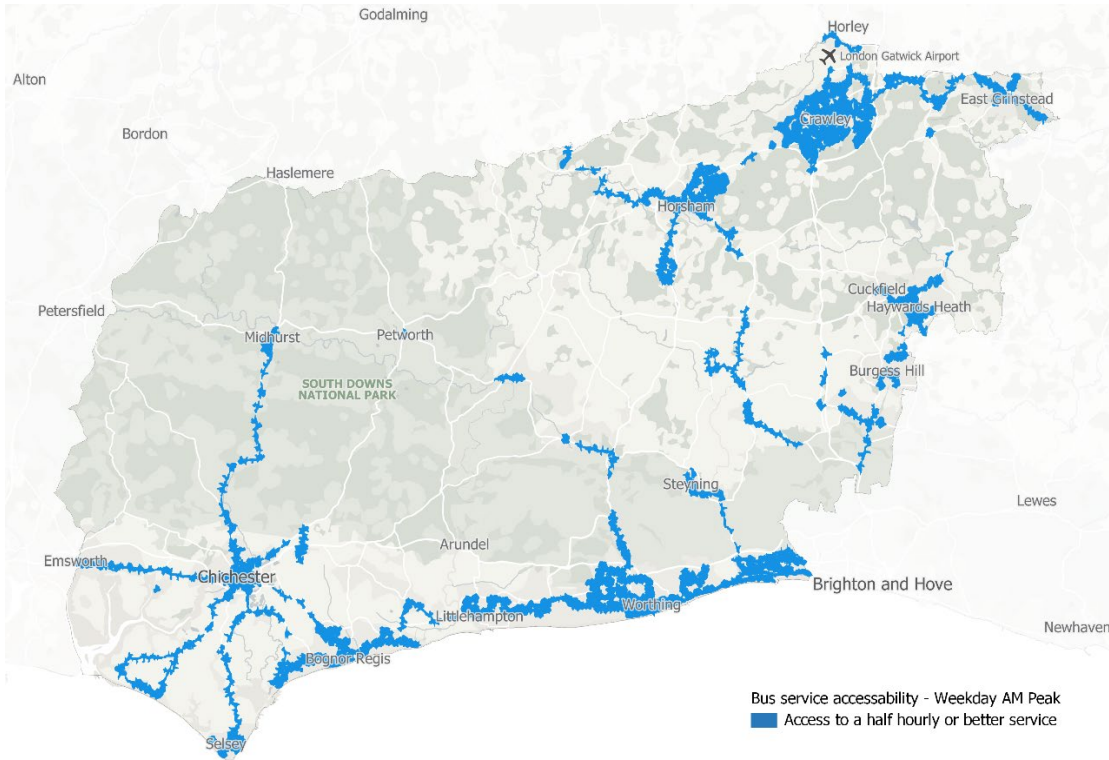 Godalming
Horley
London Gatwick Airport
Alton
East Grinstead
Crawley
Bordon
Haslemere
Horsham
Cuckfield
Haywards Heath
Petersfield
Midhurst
Petworth
Burgess Hill
SOUTH DOWNS
NATIONAL PARK
Steyning
Lewes
Arundel
Emsworth
Chichester
Brighton and Hove
Worthing
Littlehampton
Newhaven
Bognor Regis
Bus service accessability - Weekday AM Peak
Access to a half hourly or better service
Selsey